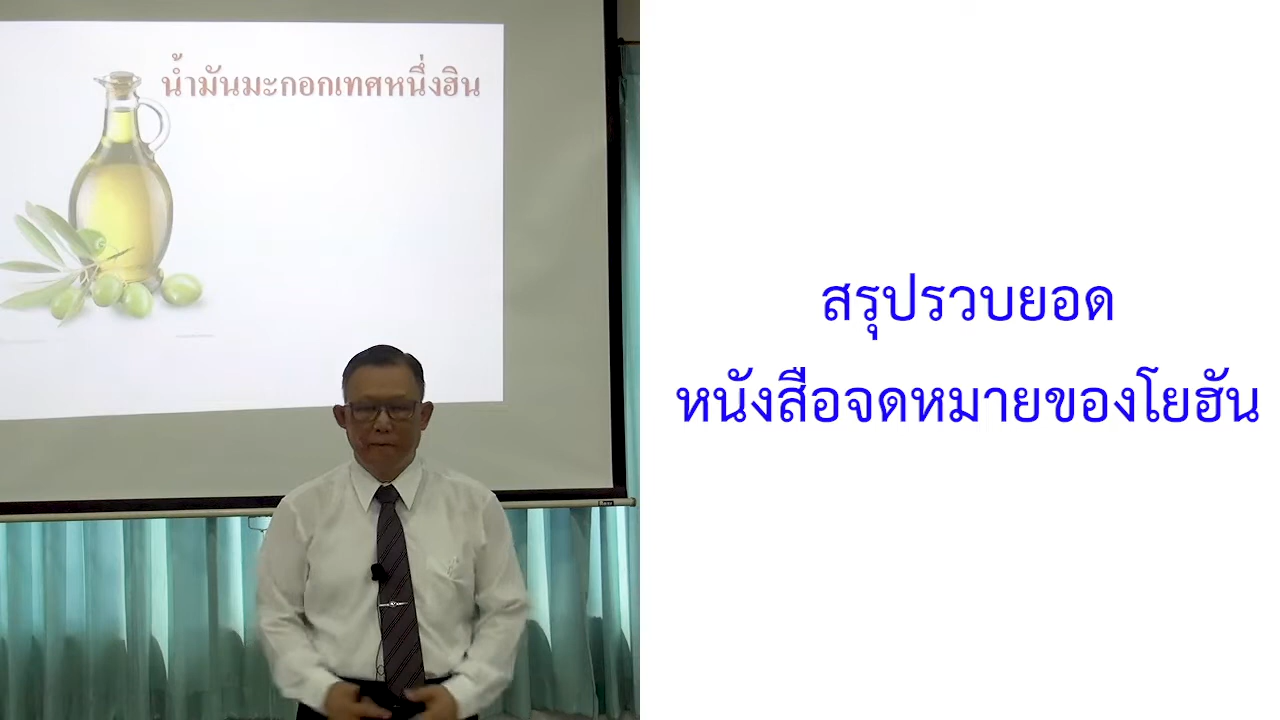 น้ำมันมะกอกเทศหนึ่งฮิน
สรุปรวบยอด
หนังสือจดหมายของโยฮัน